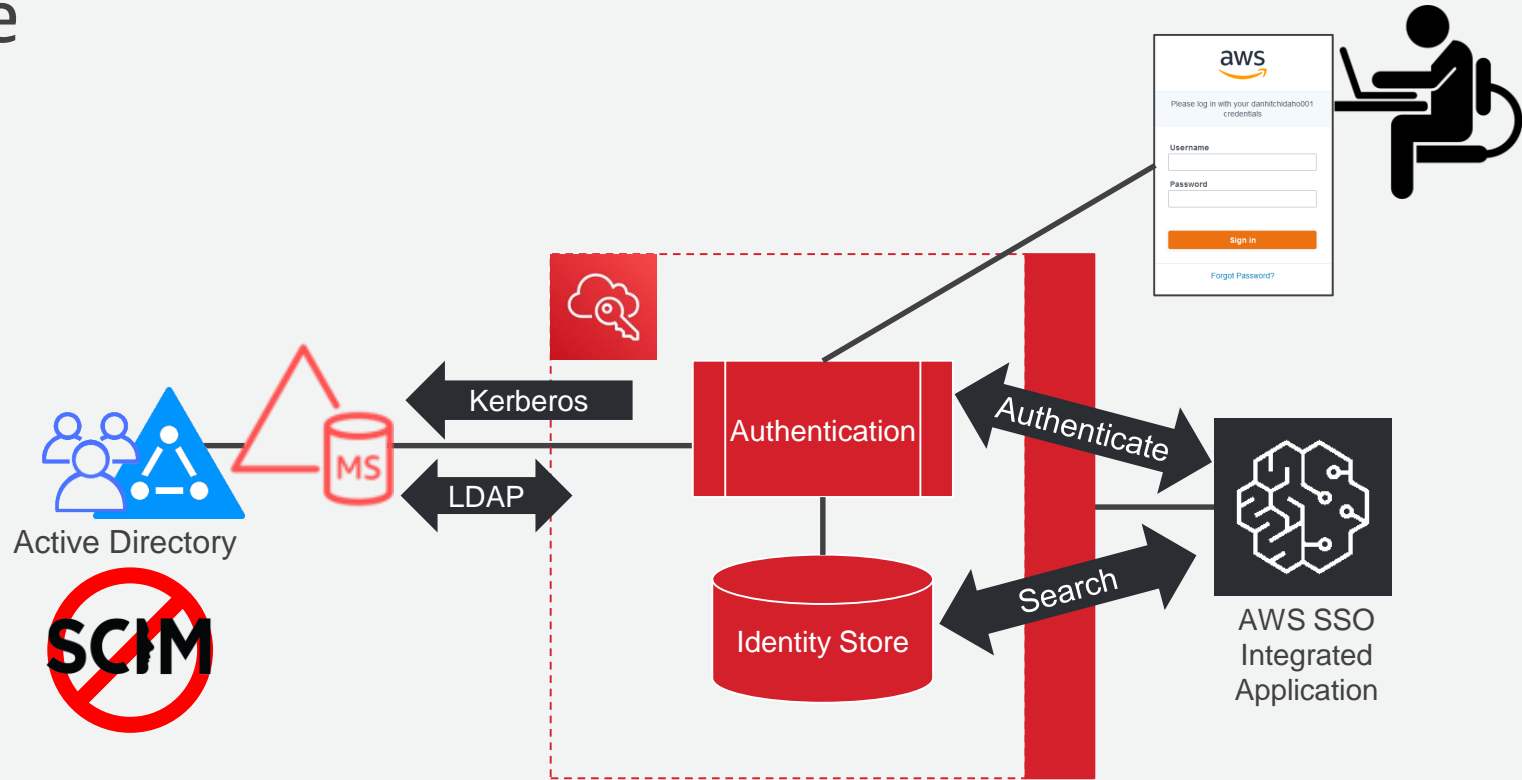 e
aws
Please log in with your danhitchidaho001
credentials
Username
Password
Sign in
Forgot Password?
Kerberos
Authentication
Authenticate
MS
LDAP
Active Directory
SCIM
Search
Identity Store
AWS SSO
Integrated
Application